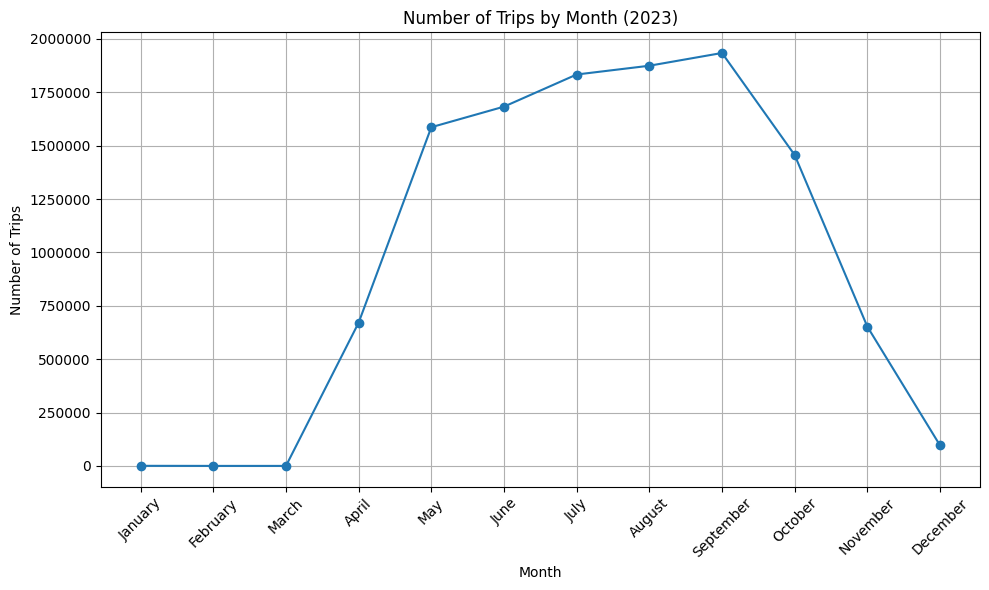 Number of Trips by Month (2023)
Number of Trips
2000000
1750000
1500000
1250000
1000000
750000
500000
250000
0
January
February
March
April
May
June
July
August
September
October
November
December
Month